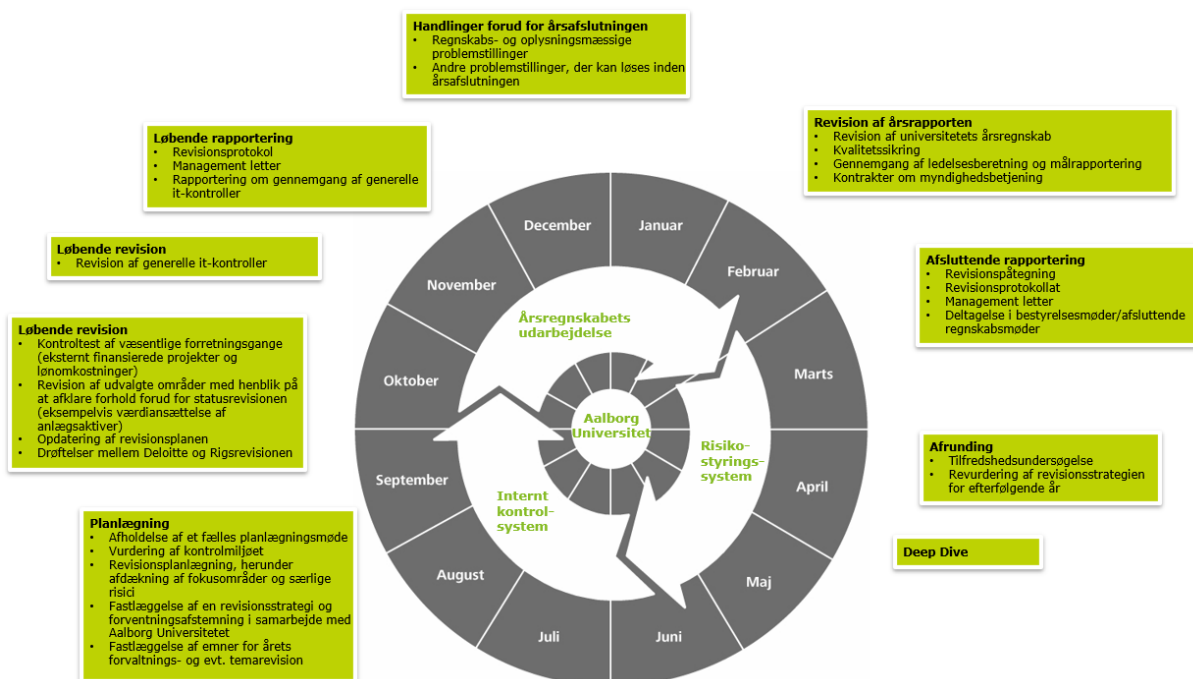 Handlinger forud for årsafslutningen
• Regnskabs- og oplysningsmæssige
problemstillinger
• Andre problemstillinger, der kan løses inden
årsafslutningen
Løbende rapportering
• Revisionsprotokol
• Management letter
• Rapportering om gennemgang af generelle
it-kontroller
Revision af årsrapporten
• Revision af universitetets årsregnskab
• Kvalitetssikring
• Gennemgang af ledelsesberetning og målrapportering
• Kontrakter om myndighedsbetjening
Løbende revision
• Revision af generelle it-kontroller
Afsluttende rapportering
• Revisionspåtegning
• Revisionsprotokollat
• Management letter
• Deltagelse i bestyrelsesmøder/afsluttende
regnskabsmøder
Løbende revision
• Kontroltest af væsentlige forretningsgange
(eksternt finansierede projekter og
lønomkostninger)
• Revision af udvalgte områder med henblik på
at afklare forhold forud for statusrevisionen
(eksempelvis værdiansættelse af
anlægsaktiver)
• Opdatering af revisionsplanen
• Drøftelser mellem Deloitte og Rigsrevisionen
Afrunding
• Tilfredshedsundersøgelse
• Revurdering af revisionsstrategien
for efterfølgende år
Deep Dive
Planlægning
• Afholdelse af et fælles planlægningsmøde
• Vurdering af kontrolmiljøet
• Revisionsplanlægning, herunder
afdækning af fokusområder og særlige
risici
• Fastlæggelse af en revisionsstrategi og
forventningsafstemning i samarbejde med
Aalborg Universitetet
• Fastlæggelse af emner for årets
forvaltnings- og evt. temarevision
Januar
Februar
Marts
April
Maj
Juni
Juli
August
September
Oktober
November
December
Årsregnskabets
udarbejdelse
Aalborg
Universitet
Risiko-
styrings-
system
Internt
kontrol-
system